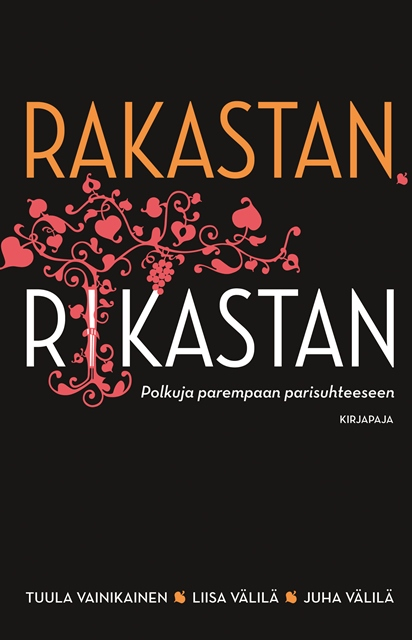 RAKASTAN,
RIKASTAN
Polkuja parempaan parisuhteeseen
KIRJAPAJA
TUULA VAINIKAINEN LIISA VÄLILÄ JUHA VÄLILÄ